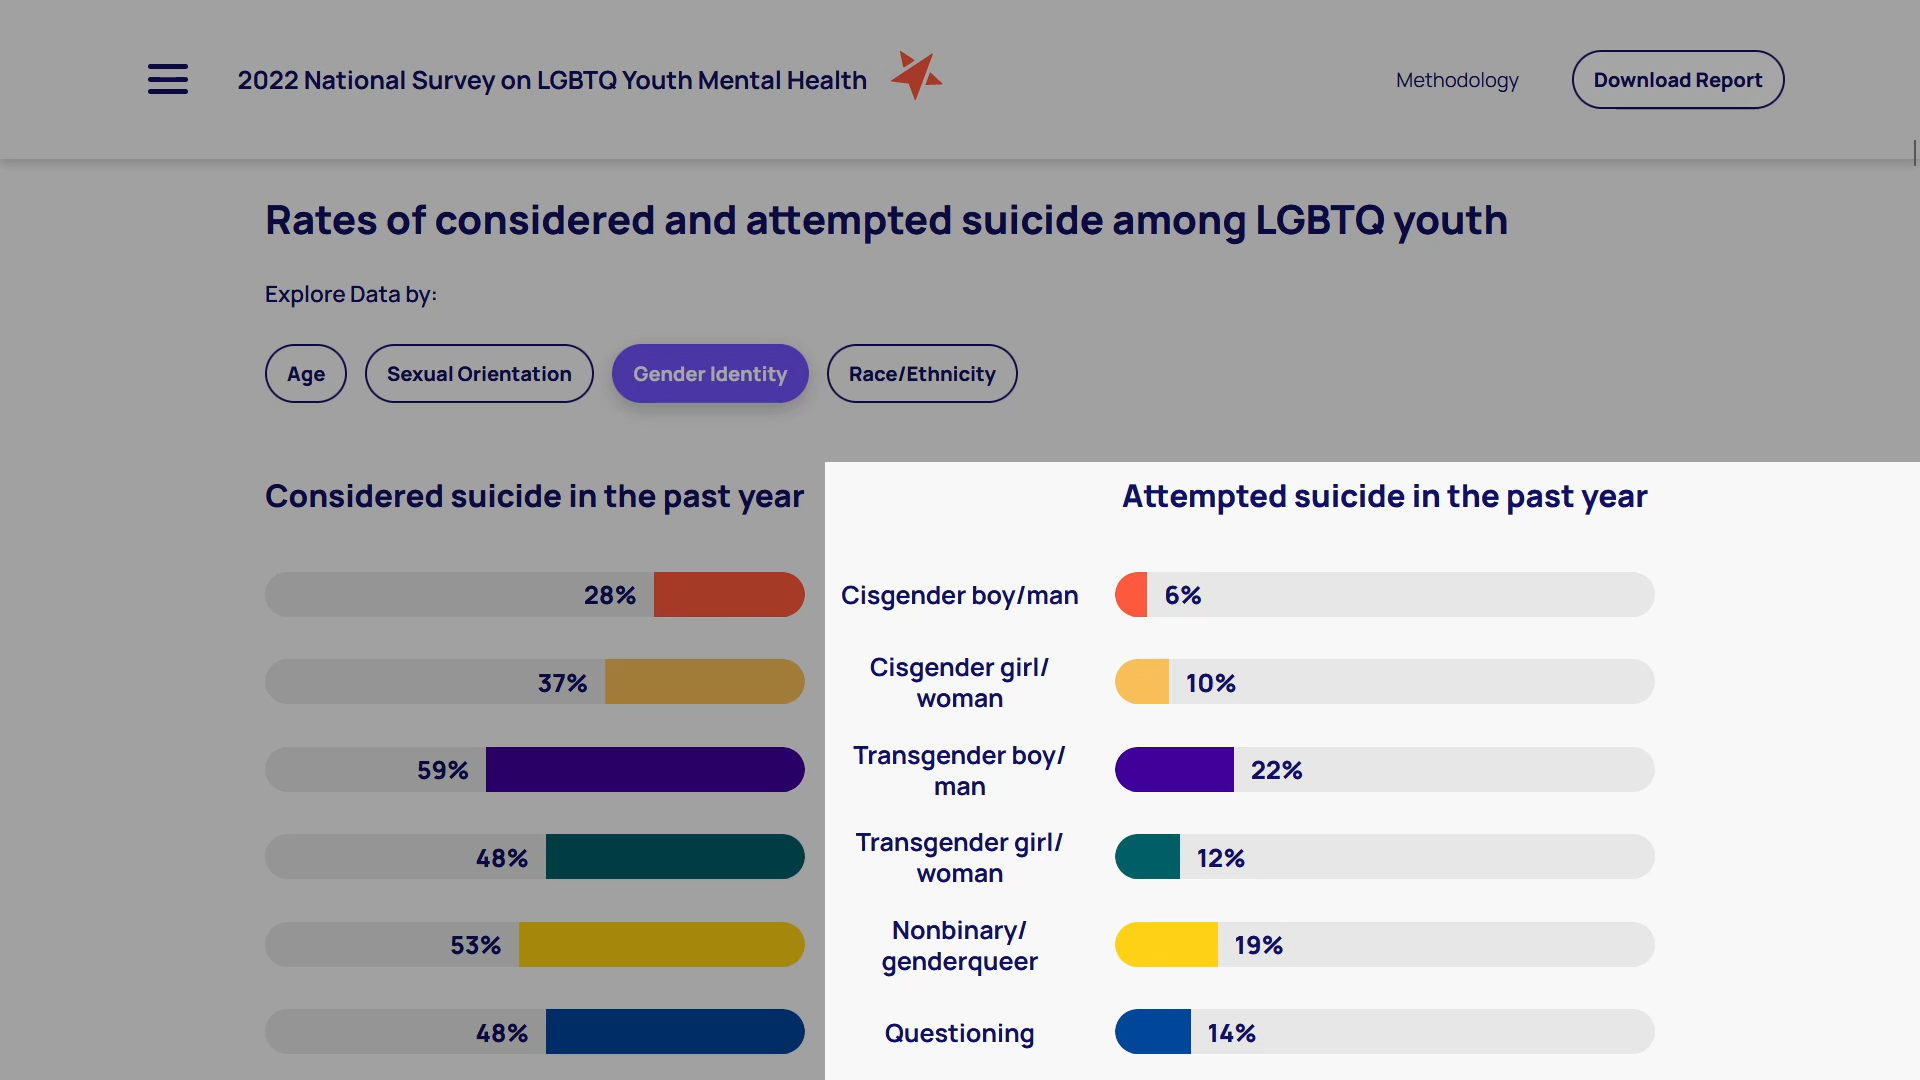 2022 National Survey on LGBTQ Youth Mental Health
Methodology
Download Report
Rates of considered and attempted suicide among LGBTQ youth
Explore Data by:
Age
Sexual Orientation
Gender Identity
Race/Ethnicity
Considered suicide in the past year
Attempted suicide in the past year
28%
Cisgender boy/man
6%
37%
Cisgender girl/
woman
10%
59%
Transgender boy/
man
22%
48%
Transgender girl/
woman
12%
53%
Nonbinary/
genderqueer
19%
48%
Questioning
14%